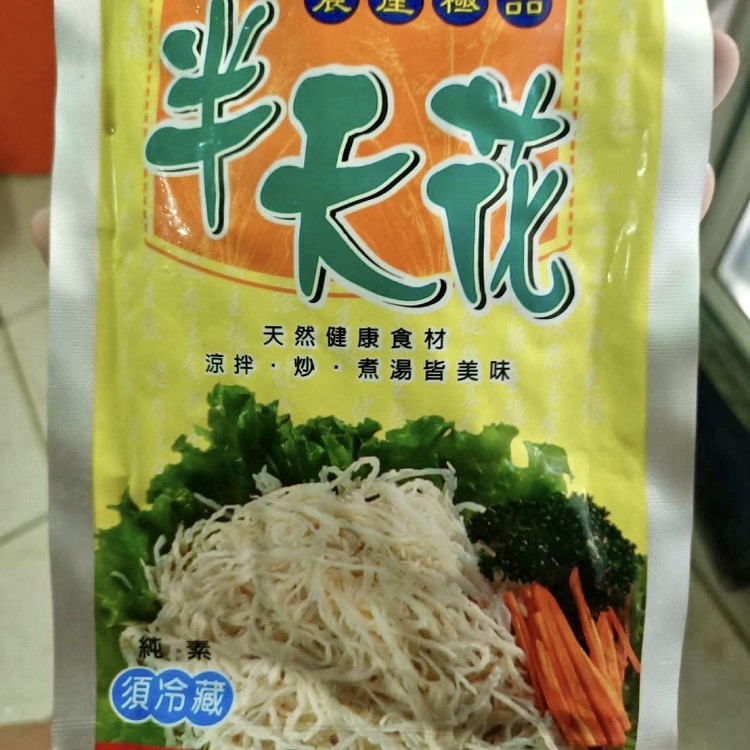 農產極品
半天花
天然健康食材
涼拌·炒·煮湯皆美味
純素
須冷藏